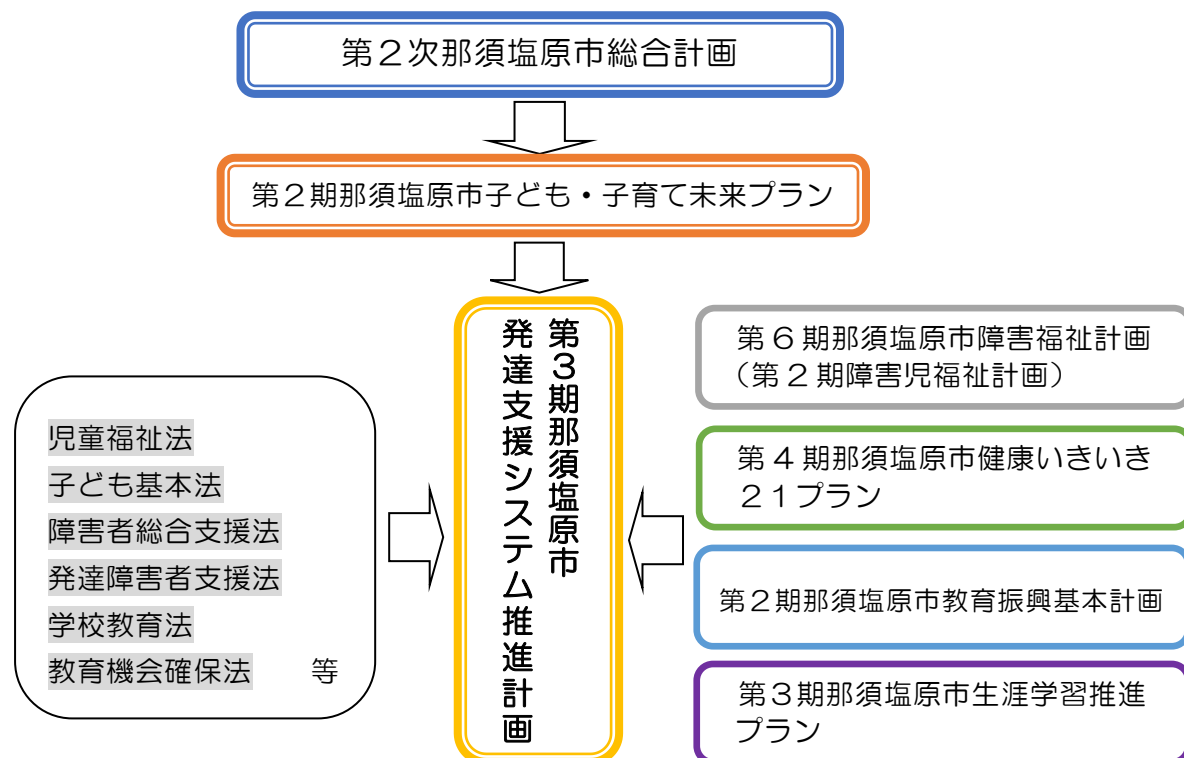 第２次那須塩原市総合計画
第２期那須塩原市子ども・子育て未来プラン
第３期那須塩原市
発達支援システム推進計画
児童福祉法
子ども基本法
障害者総合支援法
発達障害者支援法
学校教育法
教育機会確保法　　等
第６期那須塩原市障害福祉計画
（第２期障害児福祉計画）
第４期那須塩原市健康いきいき
２１プラン
第２期那須塩原市教育振興基本計画
第３期那須塩原市生涯学習推進
プラン